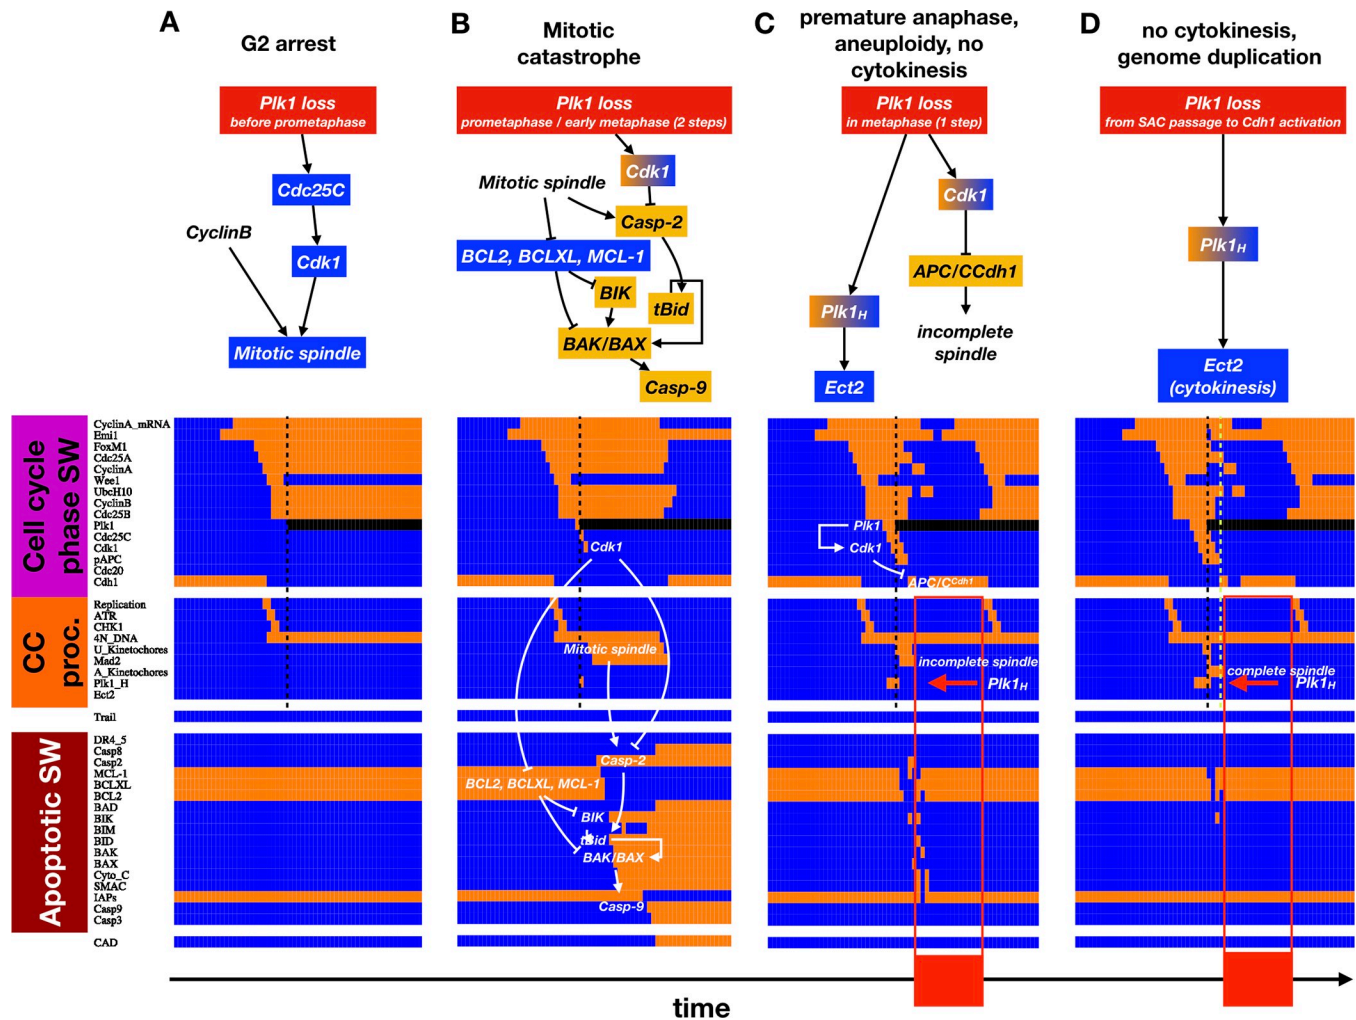 A
G2 arrest
Plk1 loss
before prometaphase
Cdc25C
CyclinB
Cdk1
Mitotic spindle
B
Mitotic
catastrophe
Plk1 loss
prometaphase / early metaphase (2 steps)
Cdk1
Mitotic spindle
Casp-2
BCL2, BCLXL, MCL-1
BIK
tBid
BAK/BAX
Casp-9
C
premature anaphase,
aneuploidy, no
cytokinesis
Plk1 loss
in metaphase (1 step)
Cdk1
APC/CCdh1
Plk1H
incomplete
spindle
Ect2
D
no cytokinesis,
genome duplication
Plk1 loss
from SAC passage to Cdh1 activation
Plk1H
Ect2
(cytokinesis)
Cell cycle
phase SW
CyclinA_mRNA
Emi1
FoxM1
Cdc25A
CyclinA
Wee1
UbcH10
CyclinB
Cdc25B
Plk1
Cdc25C
Cdk1
pAPC
Cdc20
Cdh1
Cdk1
Plk1
Cdk1
APC/CCdh1
CC
proc.
Replication
ATR
CHK1
4N_DNA
U_Kinetochores
Mad2
A_Kinetochores
Plk1_H
Ect2
Mitotic spindle
incomplete spindle
Plk1H
complete spindle
Plk1H
Trail
Apoptotic SW
DR4_5
Casp8
Casp2
MCL-1
BCLXL
BCL2
BAD
BIK
BIM
BID
BAK
BAX
Cyto_C
SMAC
IAPs
Casp9
Casp3
Casp-2
BCL2, BCLXL, MCL-1
BIK
tBid
BAK/BAX
Casp-9
CAD
time